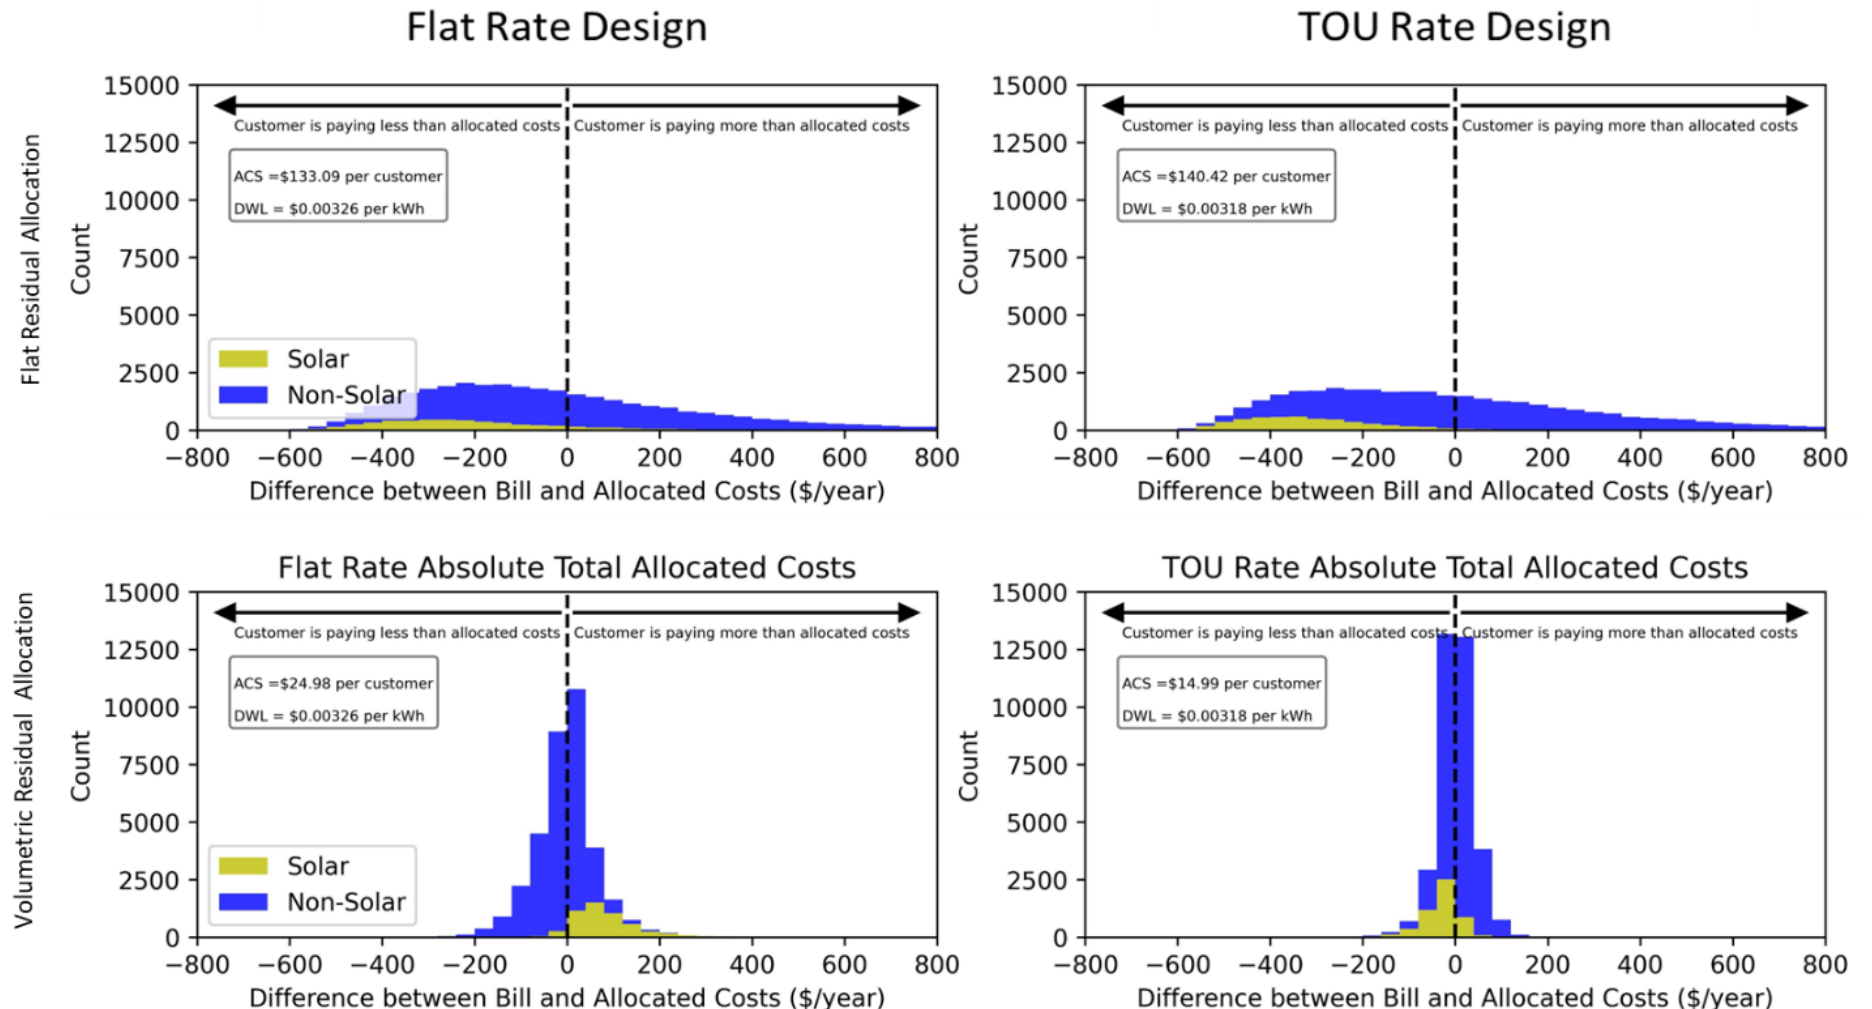 Flat Rate Design
TOU Rate Design
Flat Residual Allocation
15000
12500
10000
7500
5000
2500
0
Count
Customer is paying less than allocated costs
Customer is paying more than allocated costs
ACS =$133.09 per customer
DWL = $0.00326 per kWh
Solar
Non-Solar
−800 −600 −400 −200 0 200 400 600 800
Difference between Bill and Allocated Costs ($/year)
15000
12500
10000
7500
5000
2500
0
Count
Customer is paying less than allocated costs
Customer is paying more than allocated costs
ACS =$140.42 per customer
DWL = $0.00318 per kWh
−800 −600 −400 −200 0 200 400 600 800
Difference between Bill and Allocated Costs ($/year)
Volumetric Residual Allocation
Flat Rate Absolute Total Allocated Costs
15000
12500
10000
7500
5000
2500
0
Count
Customer is paying less than allocated costs
Customer is paying more than allocated costs
ACS =$24.98 per customer
DWL = $0.00326 per kWh
Solar
Non-Solar
−800 −600 −400 −200 0 200 400 600 800
Difference between Bill and Allocated Costs ($/year)
TOU Rate Absolute Total Allocated Costs
15000
12500
10000
7500
5000
2500
0
Count
Customer is paying less than allocated costs
Customer is paying more than allocated costs
ACS =$14.99 per customer
DWL = $0.00318 per kWh
−800 −600 −400 −200 0 200 400 600 800
Difference between Bill and Allocated Costs ($/year)